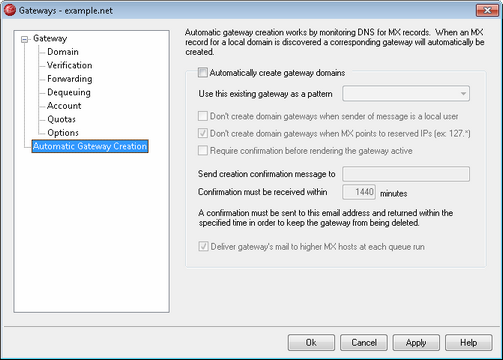 Gateways - example.net
Gateway
Domain
Verification
Forwarding
Dequeuing
Account
Quotas
Options
Automatic Gateway Creation
Automatic gateway creation works by monitoring DNS for MX records. When an MX
record for a local domain is discovered a corresponding gateway will automatically be
created.
Automatically create gateway domains
Use this existing gateway as a pattern
Don't create domain gateways when sender of message is a local user
Don't create domain gateways when MX points to reserved IPs (ex: 127.*)
Require confirmation before rendering the gateway active
Send creation confirmation message to
Confirmation must be received within 1440 minutes
A confirmation must be sent to this email address and returned within the
specified time in order to keep the gateway from being deleted.
Deliver gateway's mail to higher MX hosts at each queue run
Ok Cancel Apply Help